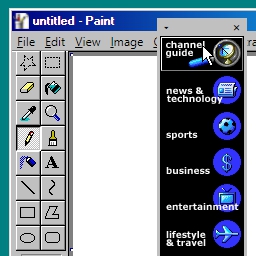 untitled - Paint
File Edit View Image
channel
guide
news &
technology
sports
business
entertainment
lifestyle
& travel
A